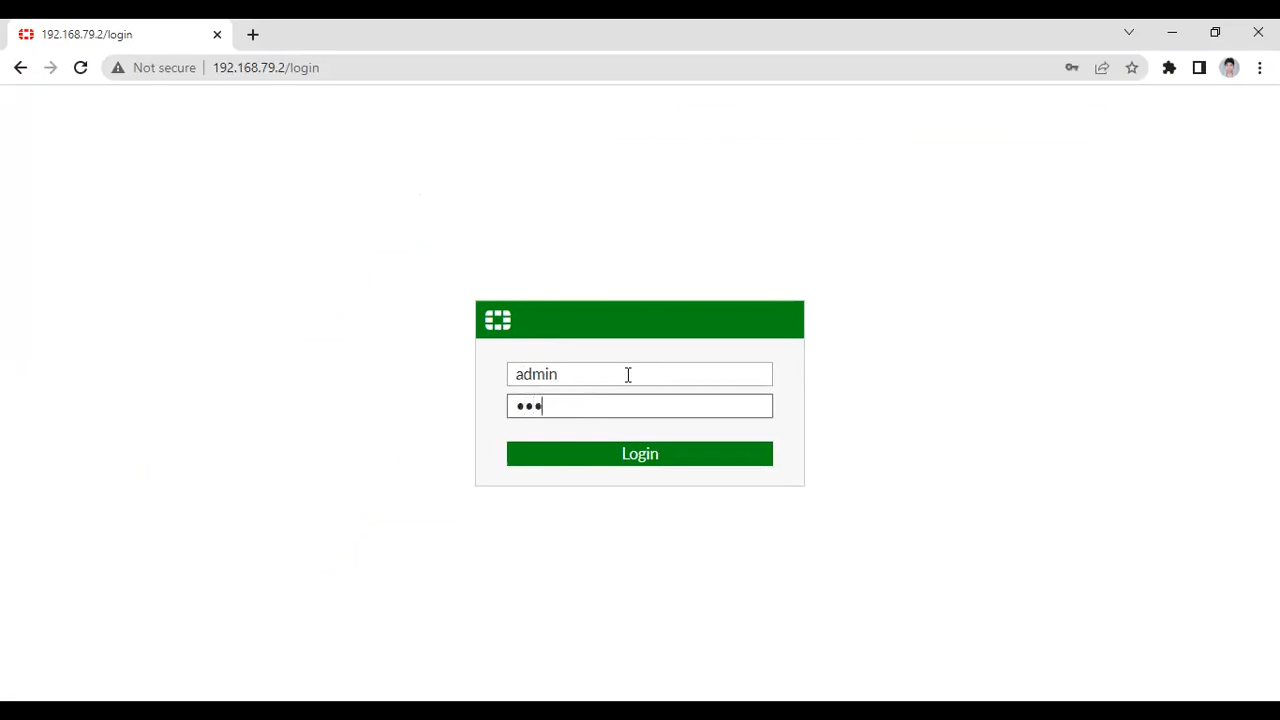 192.168.79.2/login
Not secure
192.168.79.2/login
admin
•••
Login